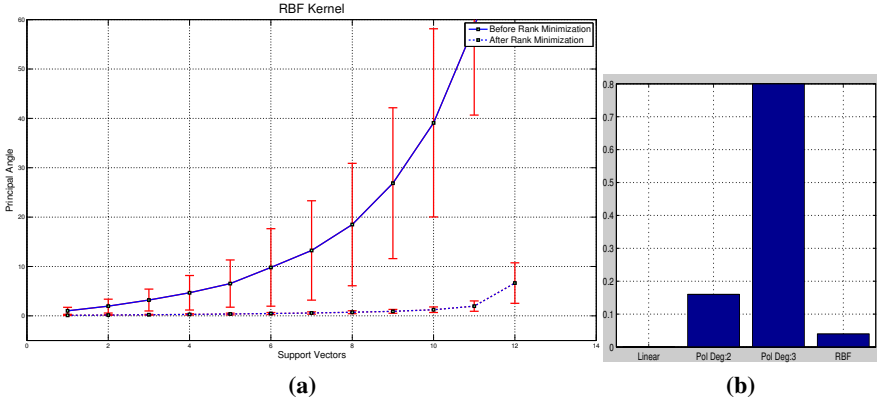 RBF Kernel
Before Rank Minimization
After Rank Minimization
60
50
40
30
20
10
0
Principal Angle
0 2 4 6 8 10 12 14
Support Vectors
(a)
0.8
0.7
0.6
0.5
0.4
0.3
0.2
0.1
0
Linear Pol Deg:2 Pol Deg:3 RBF
(b)